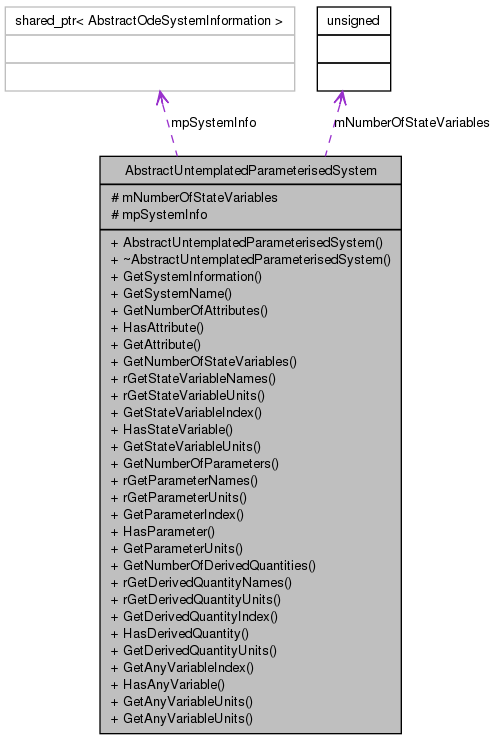 shared_ptr< AbstractOdeSystemInformation >
unsigned
mpSystemInfo
mNumberOfStateVariables
AbstractUntemplatedParameterisedSystem
# mNumberOfStateVariables
# mpSystemInfo
+ AbstractUntemplatedParameterisedSystem()
+ ~AbstractUntemplatedParameterisedSystem()
+ GetSystemInformation()
+ GetSystemName()
+ GetNumberOfAttributes()
+ HasAttribute()
+ GetAttribute()
+ GetNumberOfStateVariables()
+ rGetStateVariableNames()
+ rGetStateVariableUnits()
+ GetStateVariableIndex()
+ HasStateVariable()
+ GetStateVariableUnits()
+ GetNumberOfParameters()
+ rGetParameterNames()
+ rGetParameterUnits()
+ GetParameterIndex()
+ HasParameter()
+ GetParameterUnits()
+ GetNumberOfDerivedQuantities()
+ rGetDerivedQuantityNames()
+ rGetDerivedQuantityUnits()
+ GetDerivedQuantityIndex()
+ HasDerivedQuantity()
+ GetDerivedQuantityUnits()
+ GetAnyVariableIndex()
+ HasAnyVariable()
+ GetAnyVariableUnits()
+ GetAnyVariableUnits()